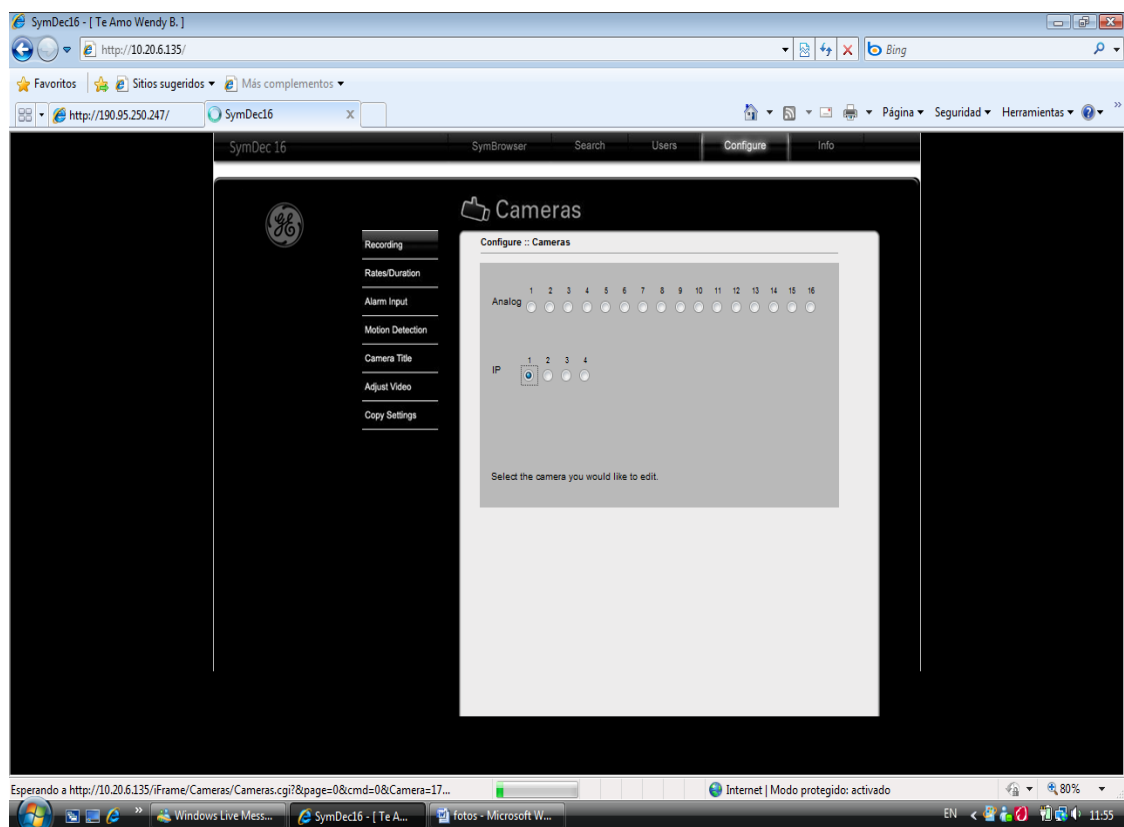 SymDec16 - [ Te Amo Wendy B. ]
http://10.20.6.135/
Bing
Favoritos
Sitios sugeridos
Más complementos
http://190.95.250.247/
SymDec16
X
Página
Seguridad
Herramientas
»
SymDec 16
SymBrowser
Search
Users
Configure
Info
GE
Cameras
Recording
Rates/Duration
Alarm Input
Motion Detection
Camera Title
Adjust Video
Copy Settings
Configure :: Cameras
1 2 3 4 5 6 7 8 9 10 11 12 13 14 15 16
Analog
1 2 3 4
IP
Select the camera you would like to edit.
Esperando a http://10.20.6.135/iFrame/Cameras/Cameras.cgi?&page=0&cmd=0&Camera=17...
Internet | Modo protegido: activado
80%
»
Windows Live Mess...
SymDec16 - [ Te A...
fotos - Microsoft W...
EN
11:55